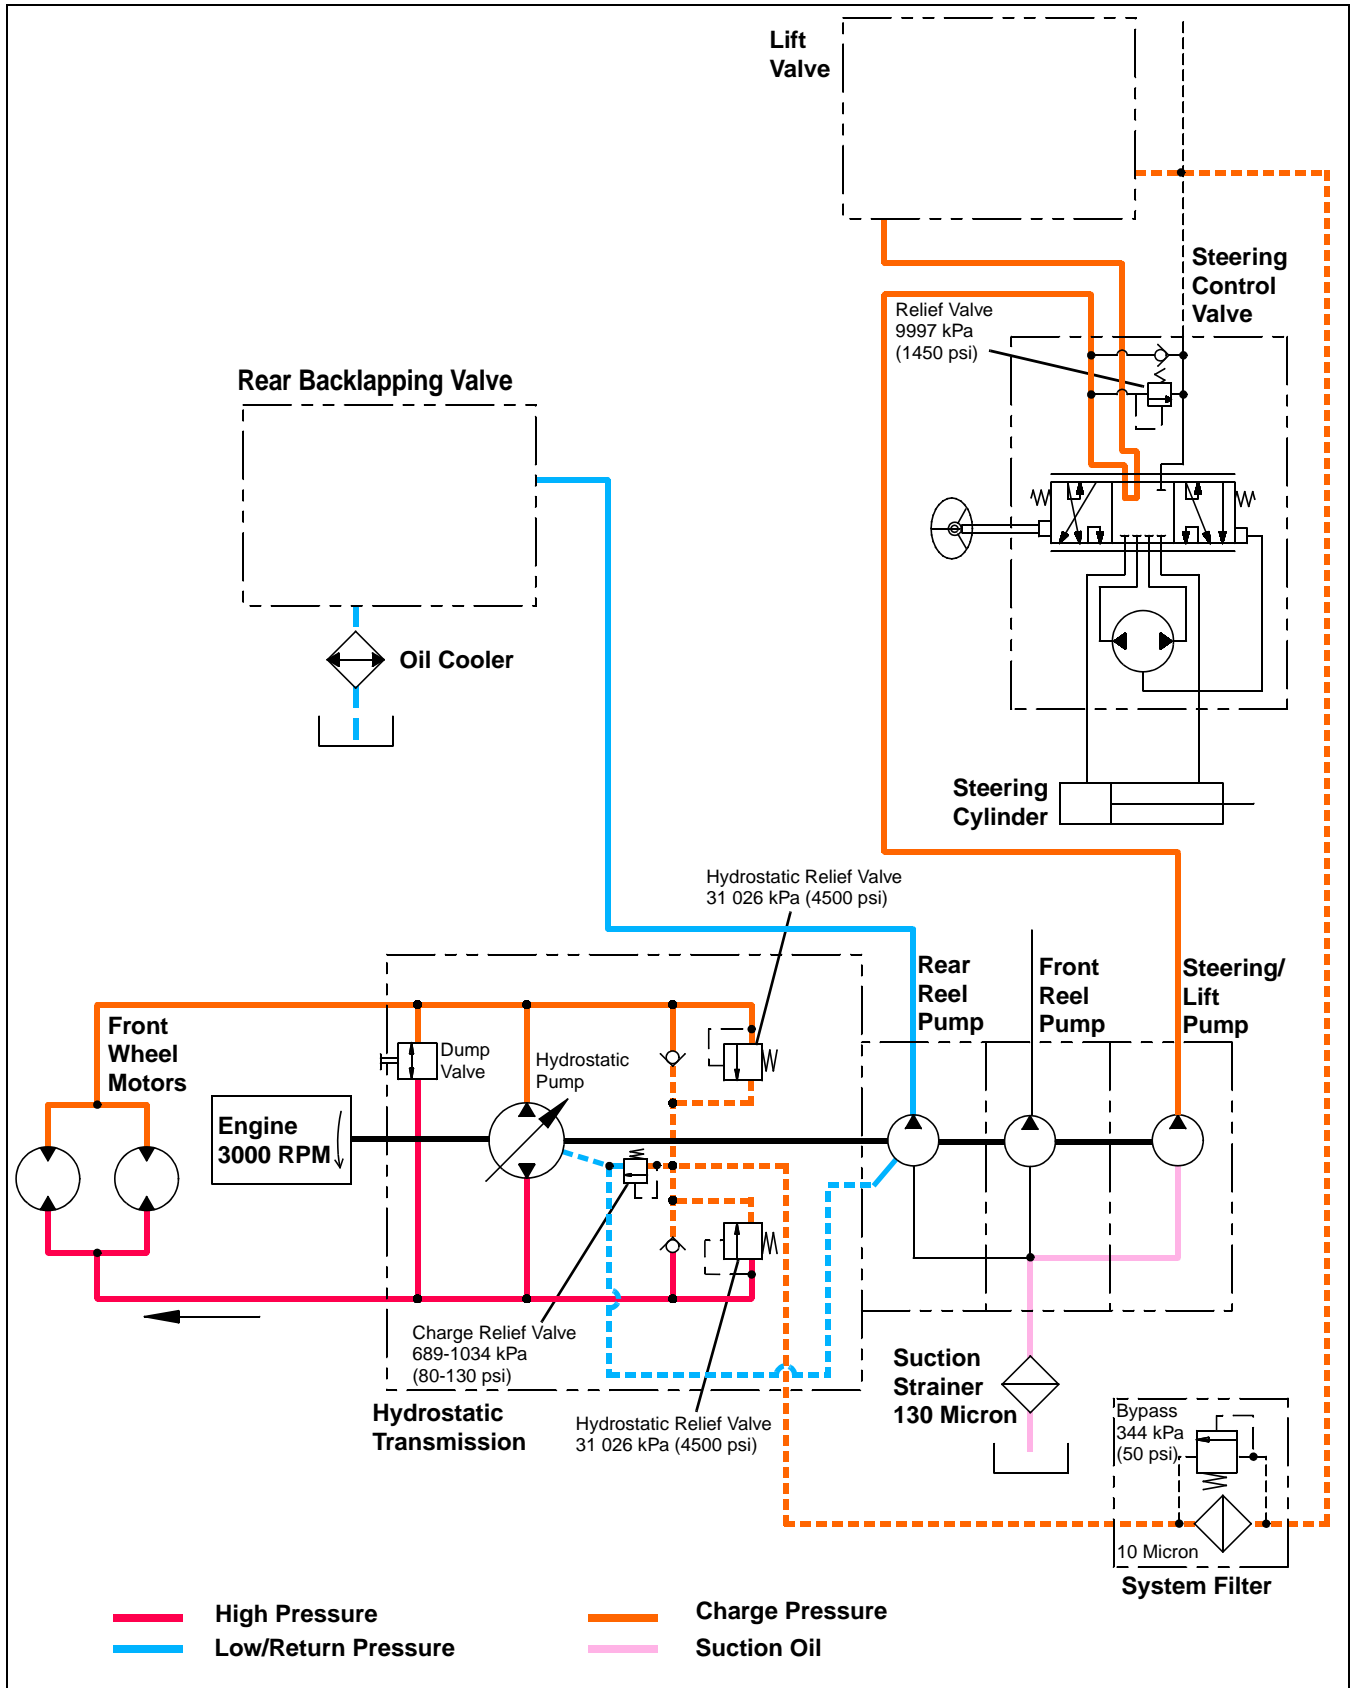 Lift
Valve
Steering
Control
Valve
Relief Valve
9997 kPa
(1450 psi)
Rear Backlapping Valve
Oil Cooler
Steering
Cylinder
Hydrostatic Relief Valve
31 026 kPa (4500 psi)
Rear
Reel
Pump
Front
Reel
Pump
Steering/
Lift
Pump
Front
Wheel
Motors
Dump
Valve
Hydrostatic
Pump
Engine
3000 RPM
Charge Relief Valve
689-1034 kPa
(80-130 psi)
Hydrostatic
Transmission
Hydrostatic Relief Valve
31 026 kPa (4500 psi)
Suction
Strainer
130 Micron
Bypass
344 kPa
(50 psi)
10 Micron
System Filter
High Pressure
Low/Return Pressure
Charge Pressure
Suction Oil